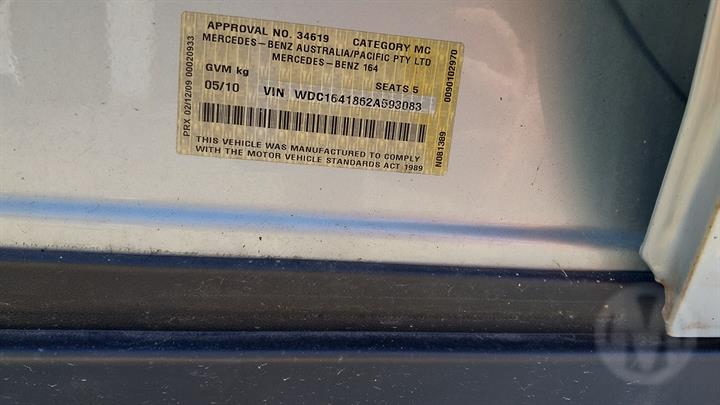 APPROVAL NO. 34619 CATEGORY MC
MERCEDES-BENZ AUSTRALIA/PACIFIC PTY LTD
MERCEDES-BENZ 164
GVM kg SEATS 5
05/10 VIN WDC1641862A593083
THIS VEHICLE WAS MANUFACTURED TO COMPLY
WITH THE MOTOR VEHICLE STANDARDS ACT 1989
PRX 02/12/09 00020933
0090102970
N081389
M